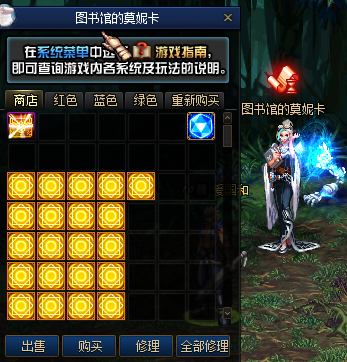 图书馆的莫妮卡
在系统菜单中选 游戏指南，
即可查询游戏内各系统及玩法的说明。
商店 红色 蓝色 绿色 重新购买
图书馆的莫妮卡
出售 购买 修理 全部修理